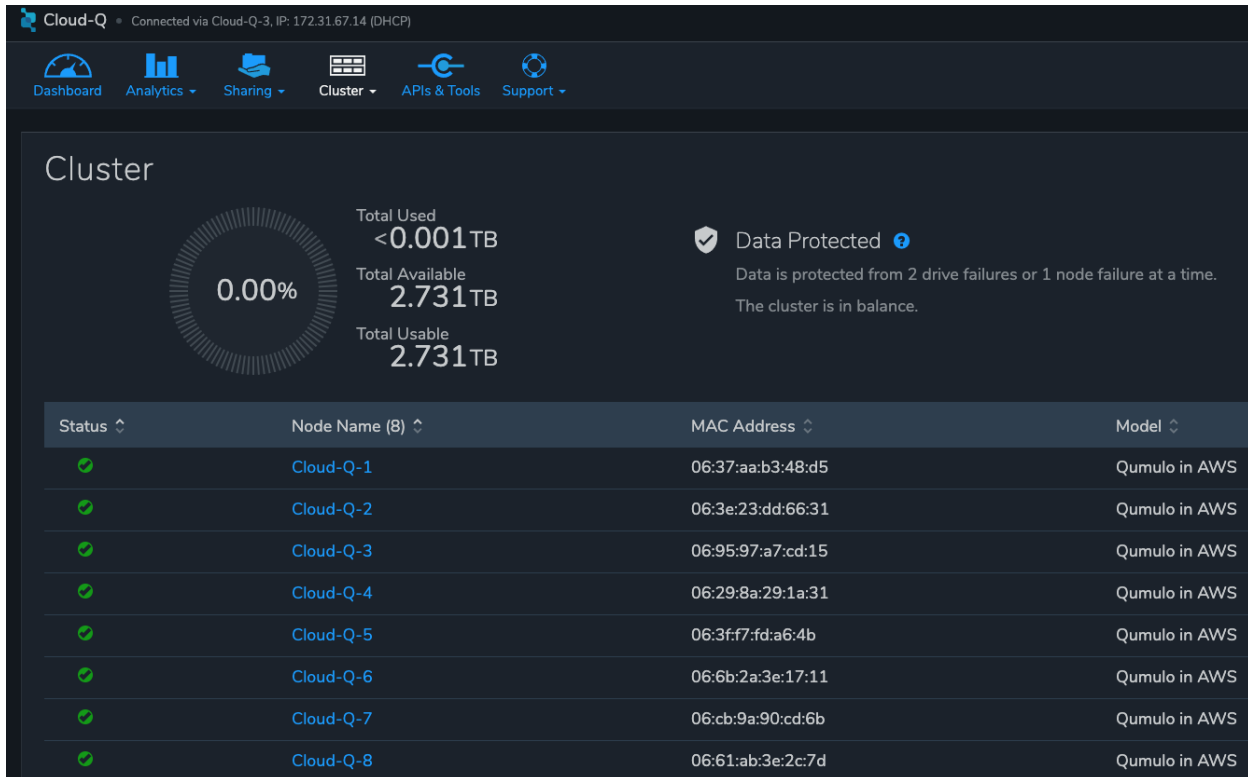 Cloud-Q • Connected via Cloud-Q-3, IP: 172.31.67.14 (DHCP)
Dashboard Analytics Sharing Cluster APIs & Tools Support
Cluster
0.00%
Total Used
<0.001TB
Total Available
2.731TB
Total Usable
2.731TB
Data Protected ?
Data is protected from 2 drive failures or 1 node failure at a time.
The cluster is in balance.
Status Node Name (8) MAC Address Model
Cloud-Q-1 06:37:aa:b3:48:d5 Qumulo in AWS
Cloud-Q-2 06:3e:23:dd:66:31 Qumulo in AWS
Cloud-Q-3 06:95:97:a7:cd:15 Qumulo in AWS
Cloud-Q-4 06:29:8a:29:1a:31 Qumulo in AWS
Cloud-Q-5 06:3f:f7:fd:a6:4b Qumulo in AWS
Cloud-Q-6 06:6b:2a:3e:17:11 Qumulo in AWS
Cloud-Q-7 06:cb:9a:90:cd:6b Qumulo in AWS
Cloud-Q-8 06:61:ab:3e:2c:7d Qumulo in AWS